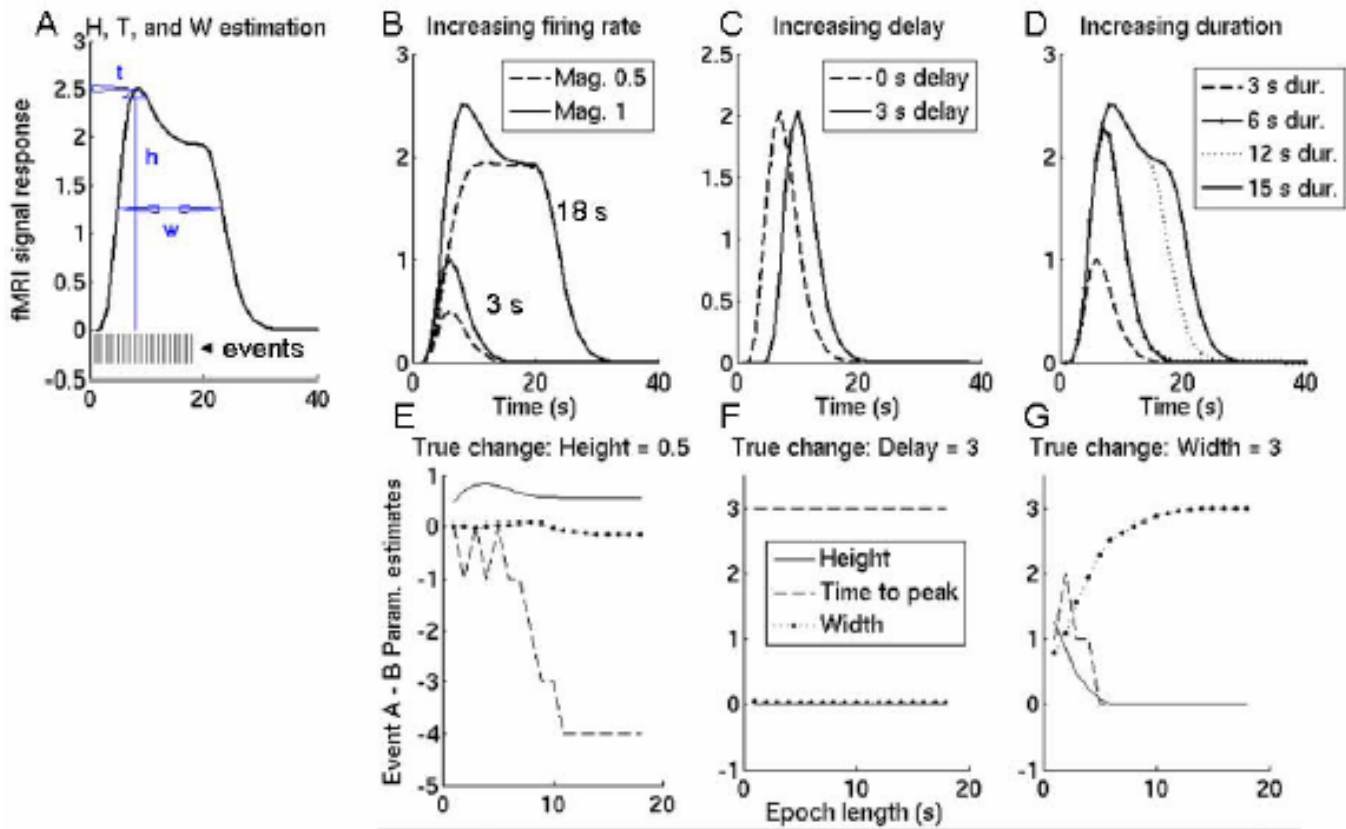 A H, T, and W estimation
3
2.5
2
1.5
1
0.5
0
-0.5
fMRI signal response
t
h
w
events
0 20 40
B Increasing firing rate
Mag. 0.5
Mag. 1
18 s
3 s
3
2
1
0
0 20 40
Time (s)
C Increasing delay
0 s delay
3 s delay
2.5
2.0
1.5
1
0.5
0
0 20 40
Time (s)
D Increasing duration
3 s dur.
6 s dur.
12 s dur.
15 s dur.
3
2
1
0
0 20 40
Time (s)
E
True change: Height = 0.5
Event A - B Param. estimates
1
0
-1
-2
-3
-4
-5
0 10 20
F
True change: Delay = 3
Height
Time to peak
Width
3
2
1
0
-1
0 10 20
Epoch length (s)
G
True change: Width = 3
3
2
1
0
-1
0 10 20